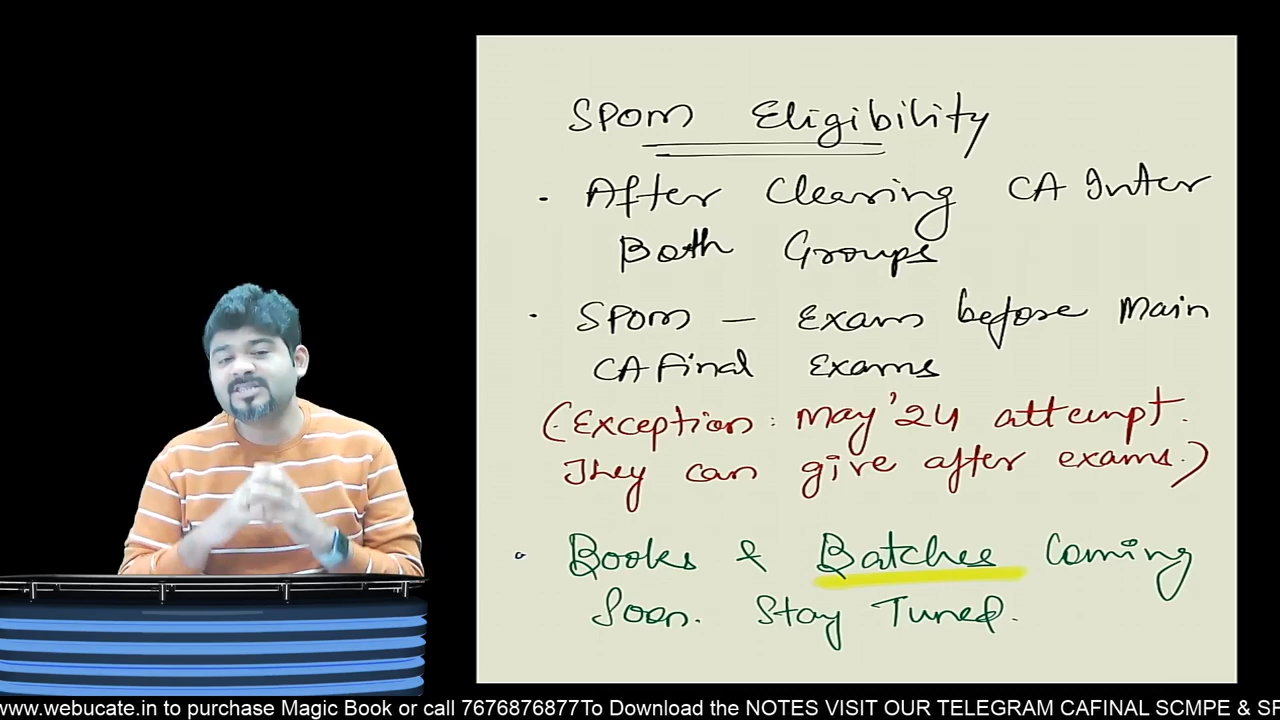 SPOM Eligibility
. After Clearing CA Inter
Both Groups
. SPOM — Exam before Main
CA Final Exams
(Exception: May'24 attempt.
They can give after exams.)
. Books & Batches Coming
Soon. Stay Tuned.
www.webucate.in to purchase Magic Book or call 7676876877To Download the NOTES VISIT OUR TELEGRAM CAFINAL SCMPE &